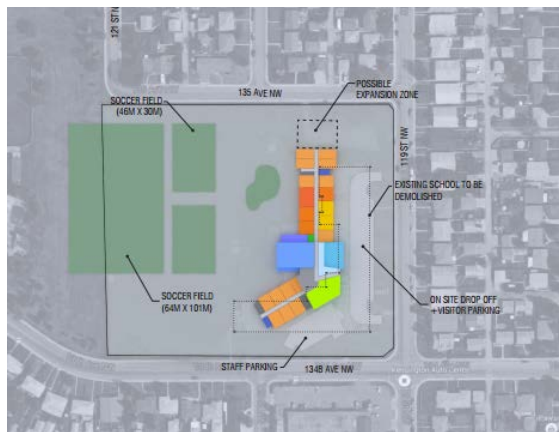 121 ST NW
135 AVE NW
POSSIBLE
EXPANSION ZONE
SOCCER FIELD
(46M X 30M)
119 ST NW
EXISTING SCHOOL TO BE
DEMOLISHED
SOCCER FIELD
(64M X 101M)
ON SITE DROP OFF
+ VISITOR PARKING
STAFF PARKING
134B AVE NW